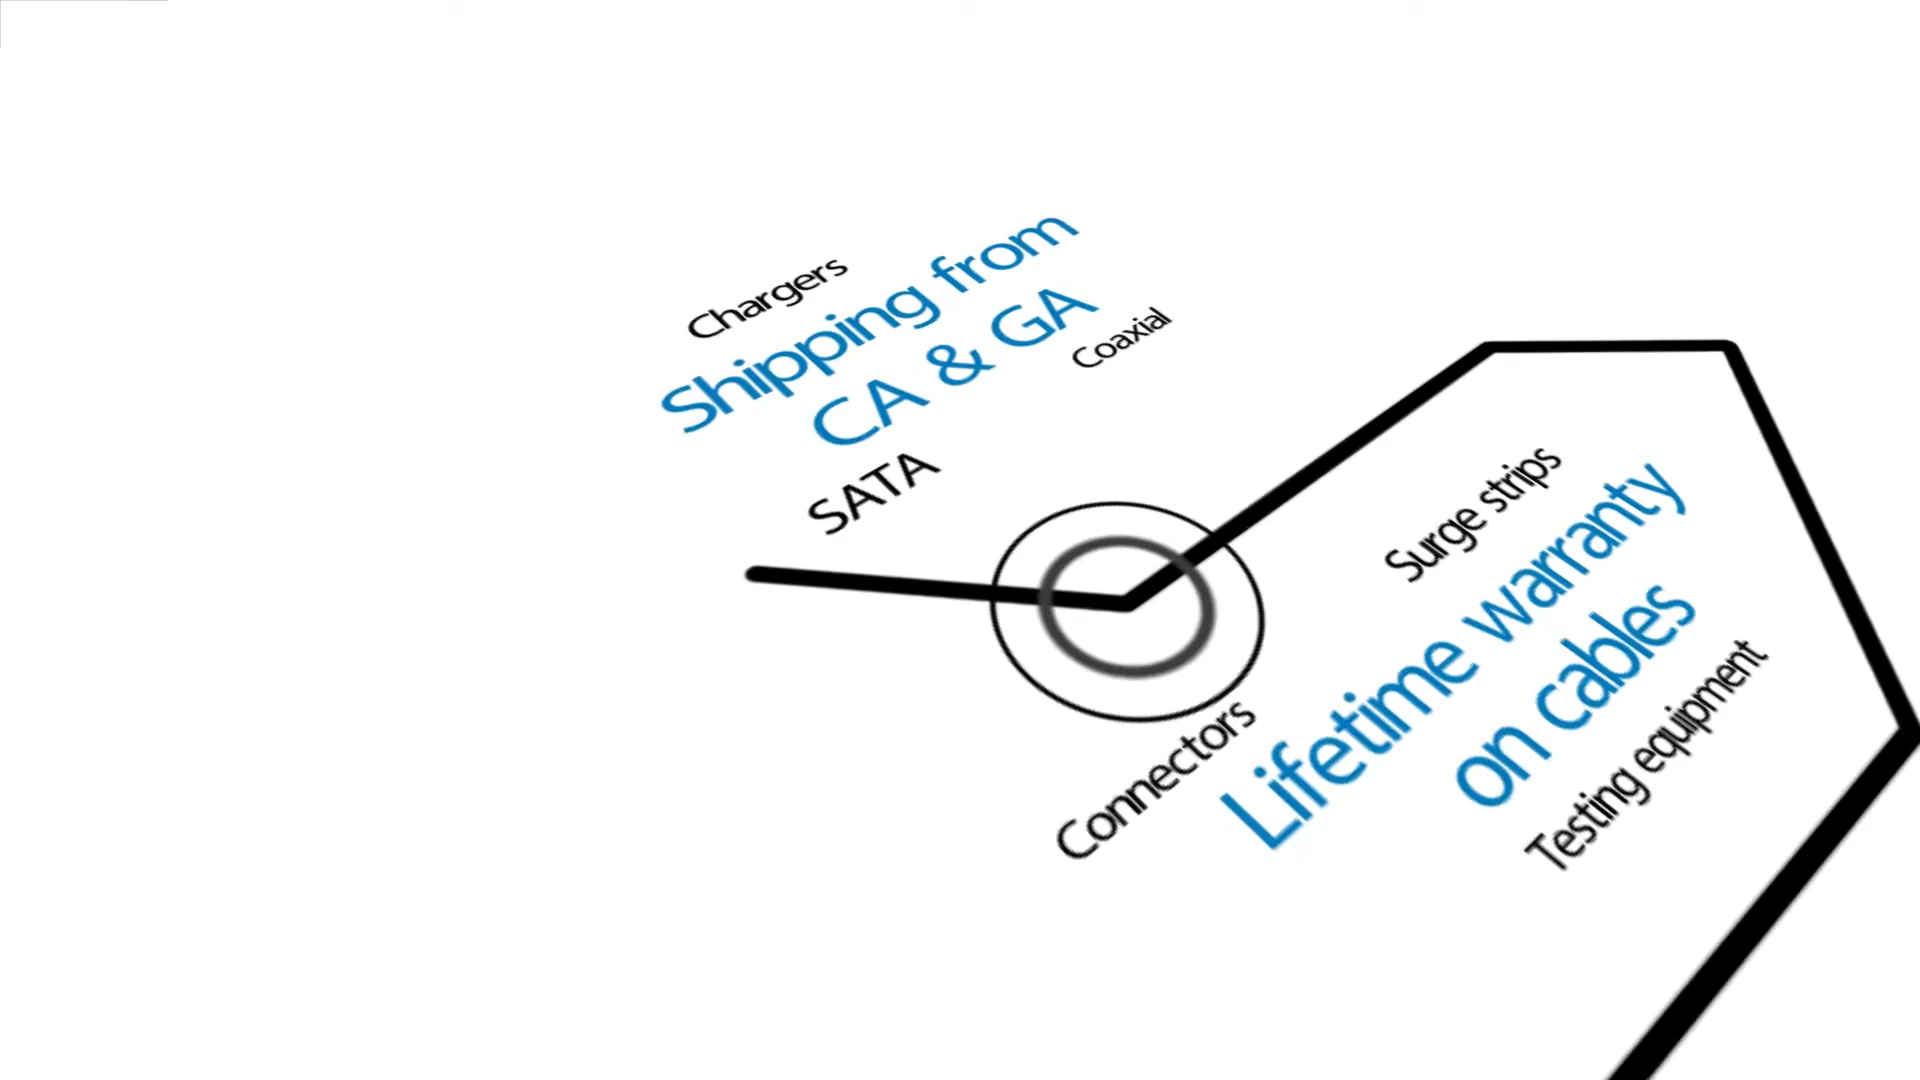 Chargers
Shipping from
CA & GA
Coaxial
SATA
Surge strips
Lifetime warranty
on cables
Connectors
Testing equipment